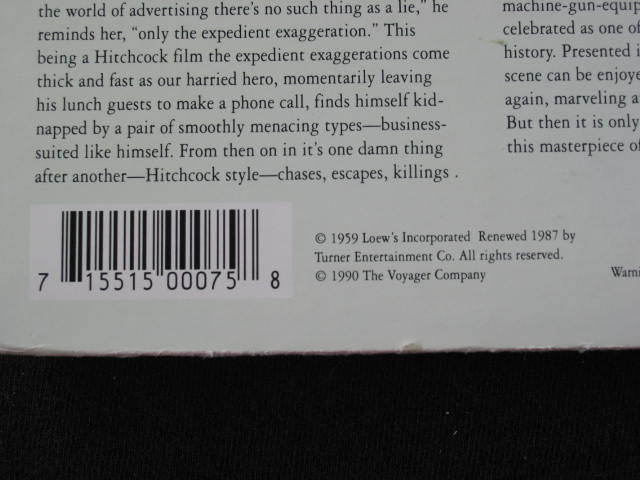 the world of advertising there's no such thing as a lie," he
reminds her, "only the expedient exaggeration." This
being a Hitchcock film the expedient exaggerations come
thick and fast as our harried hero, momentarily leaving
his lunch guests to make a phone call, finds himself kid-
napped by a pair of smoothly menacing types—business-
suited like himself. From then on in it's one damn thing
after another—Hitchcock style—chases, escapes, killings .
machine-gun-equip
celebrated as one of
history. Presented i
scene can be enjoye
again, marveling a
But then it is only
this masterpiece of
7 15515 00075 8
© 1959 Loew's Incorporated Renewed 1987 by
Turner Entertainment Co. All rights reserved.
© 1990 The Voyager Company
Warni